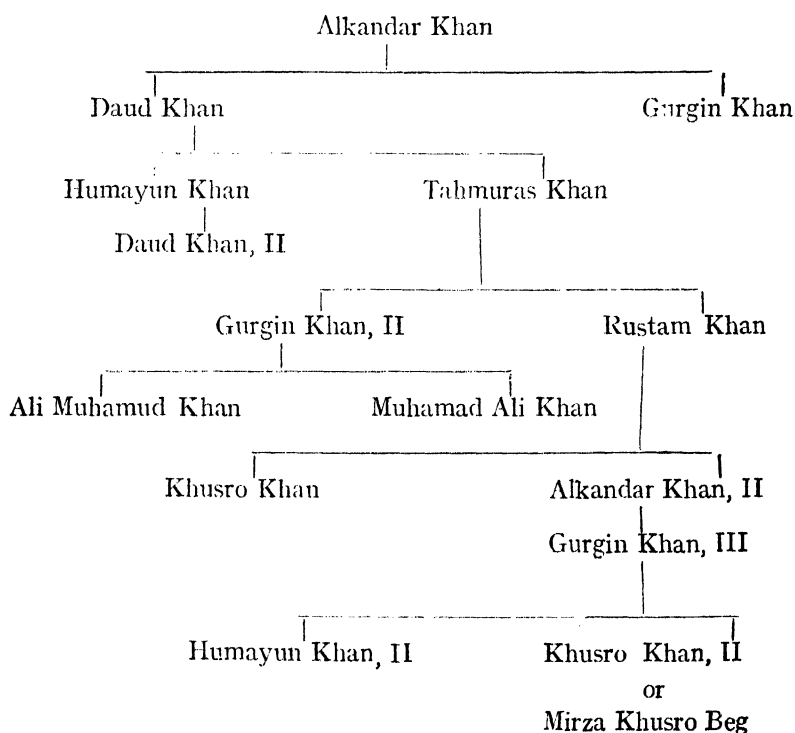 Alkandar Khan
Daud Khan Gurgin Khan
Humayun Khan Tahmuras Khan
Daud Khan, II
Gurgin Khan, II Rustam Khan
Ali Muhamud Khan Muhamad Ali Khan
Khusro Khan Alkandar Khan, II
Gurgin Khan, III
Humayun Khan, II Khusro Khan, II
or
Mirza Khusro Beg